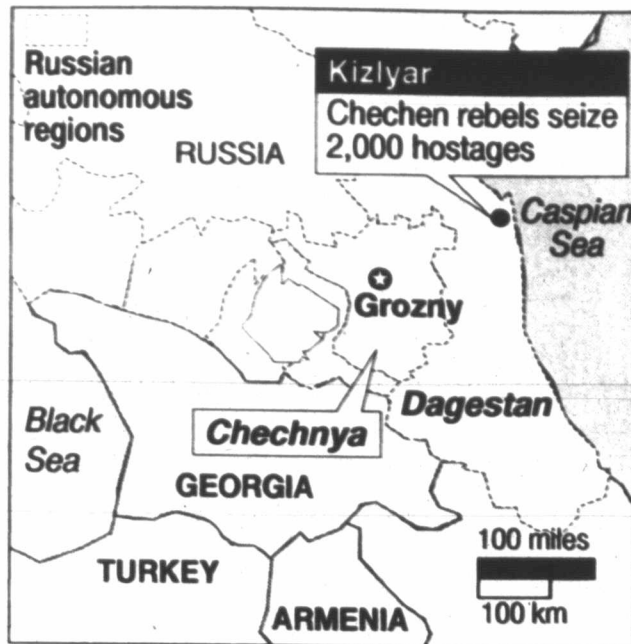 Russian
autonomous
regions
RUSSIA
Kizlyar
Chechen rebels seize
2,000 hostages
Caspian
Sea
Grozny
Black
Sea
Chechnya
Dagestan
GEORGIA
TURKEY
ARMENIA
100 miles
100 km